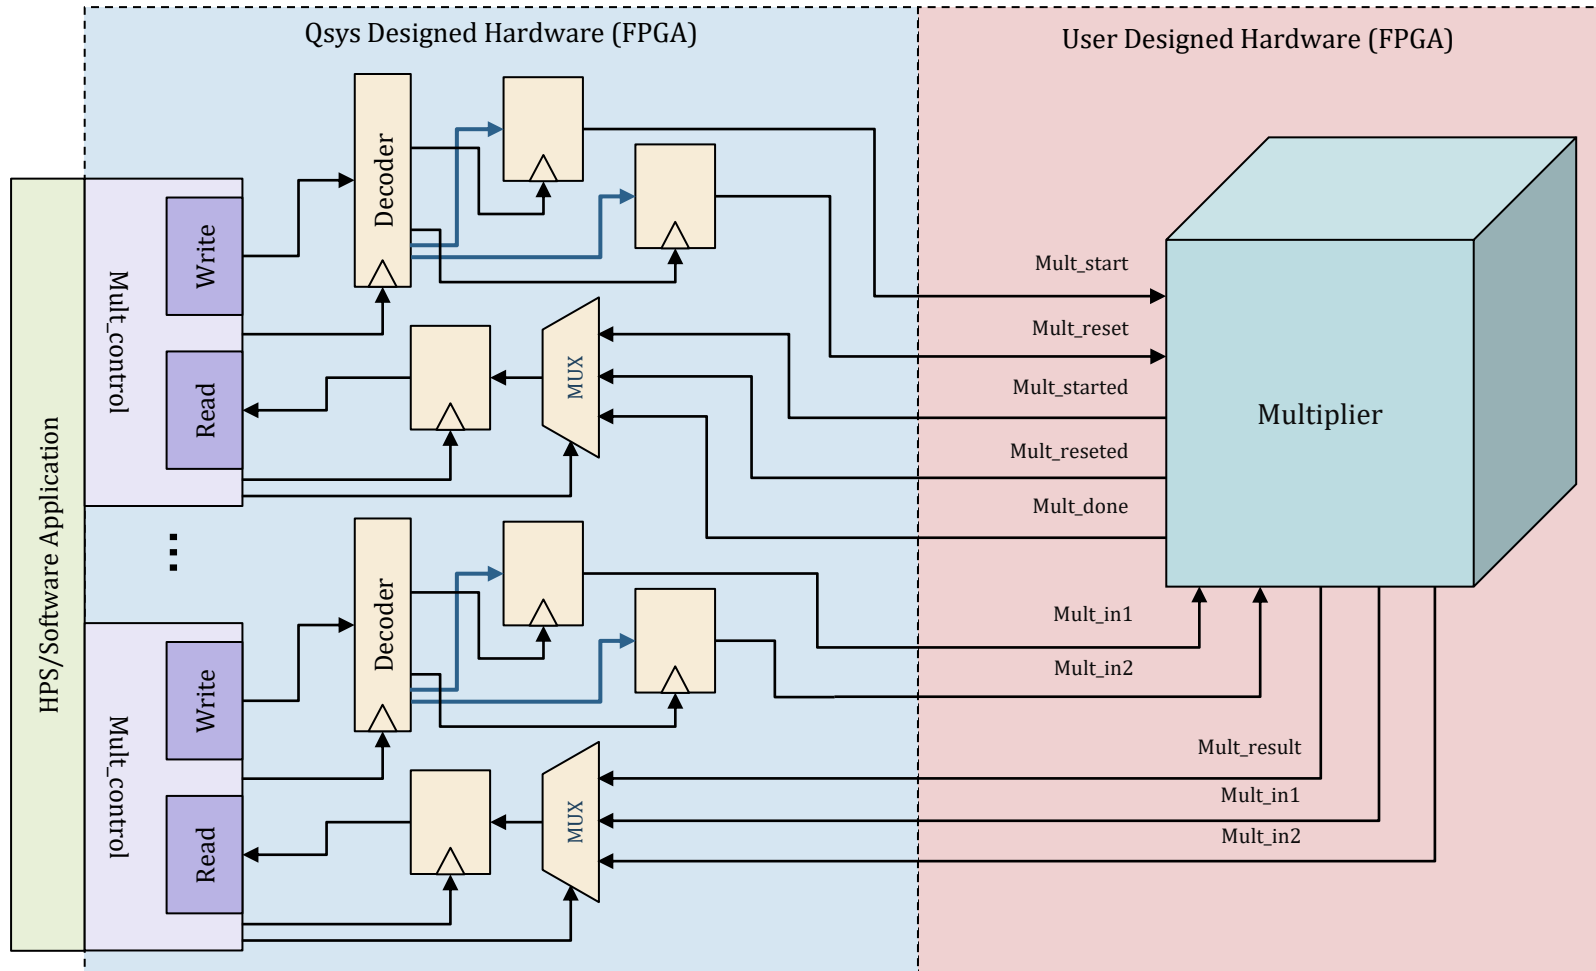 Qsys Designed Hardware (FPGA)
User Designed Hardware (FPGA)
HPS/Software Application
Mult_control
Write
Read
Decoder
MUX
Mult_start
Mult_reset
Mult_started
Mult_reseted
Mult_done
Multiplier
...
Mult_control
Write
Read
Decoder
MUX
Mult_in1
Mult_in2
Mult_result
Mult_in1
Mult_in2